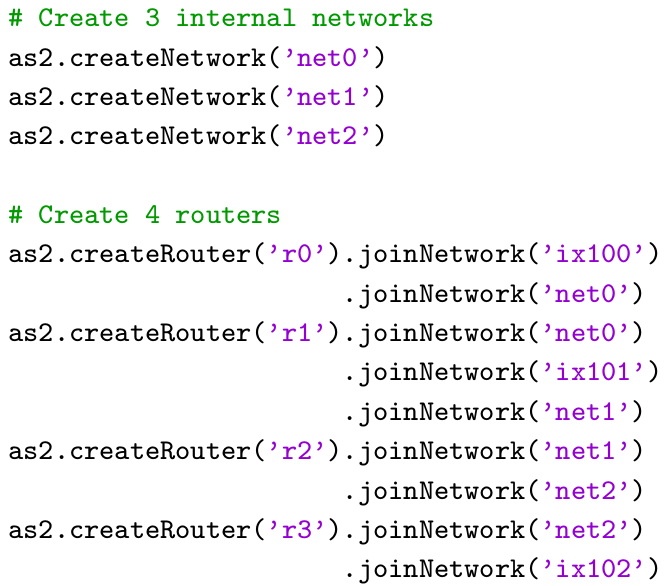 # Create 3 internal networks
as2.createNetwork('net0')
as2.createNetwork('net1')
as2.createNetwork('net2')

# Create 4 routers
as2.createRouter('r0').joinNetwork('ix100')
                      .joinNetwork('net0')
as2.createRouter('r1').joinNetwork('net0')
                      .joinNetwork('ix101')
                      .joinNetwork('net1')
as2.createRouter('r2').joinNetwork('net1')
                      .joinNetwork('net2')
as2.createRouter('r3').joinNetwork('net2')
                      .joinNetwork('ix102')